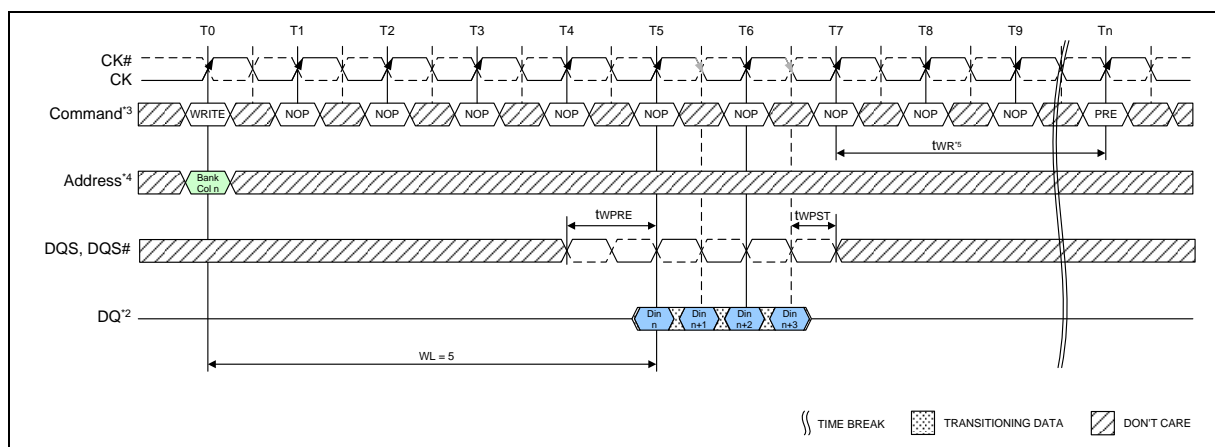 T0 T1 T2 T3 T4 T5 T6 T7 T8 T9 Tn
CK#
CK
Command*3 WRITE NOP NOP NOP NOP NOP NOP NOP NOP NOP PRE
tWR*5
Address*4 Bank Col n
tWPRE tWPST
DQS, DQS#
DQ*2 Din n Din n+1 Din n+2 Din n+3
WL = 5
TIME BREAK TRANSITIONING DATA DON'T CARE